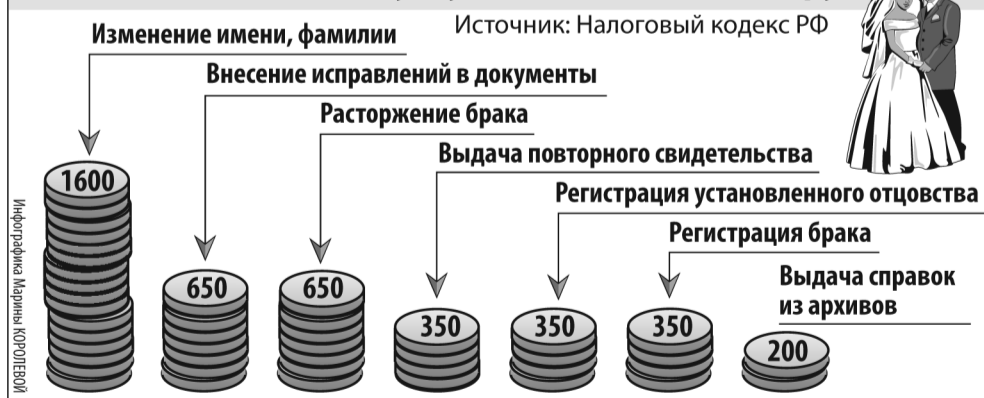 Источник: Налоговый кодекс РФ
Изменение имени, фамилии
Внесение исправлений в документы
Расторжение брака
Выдача повторного свидетельства
Регистрация установленного отцовства
Регистрация брака
Выдача справок
из архивов
1600
650
650
350
350
350
200
Инфографика Марины КОРОЛЕВОЙ